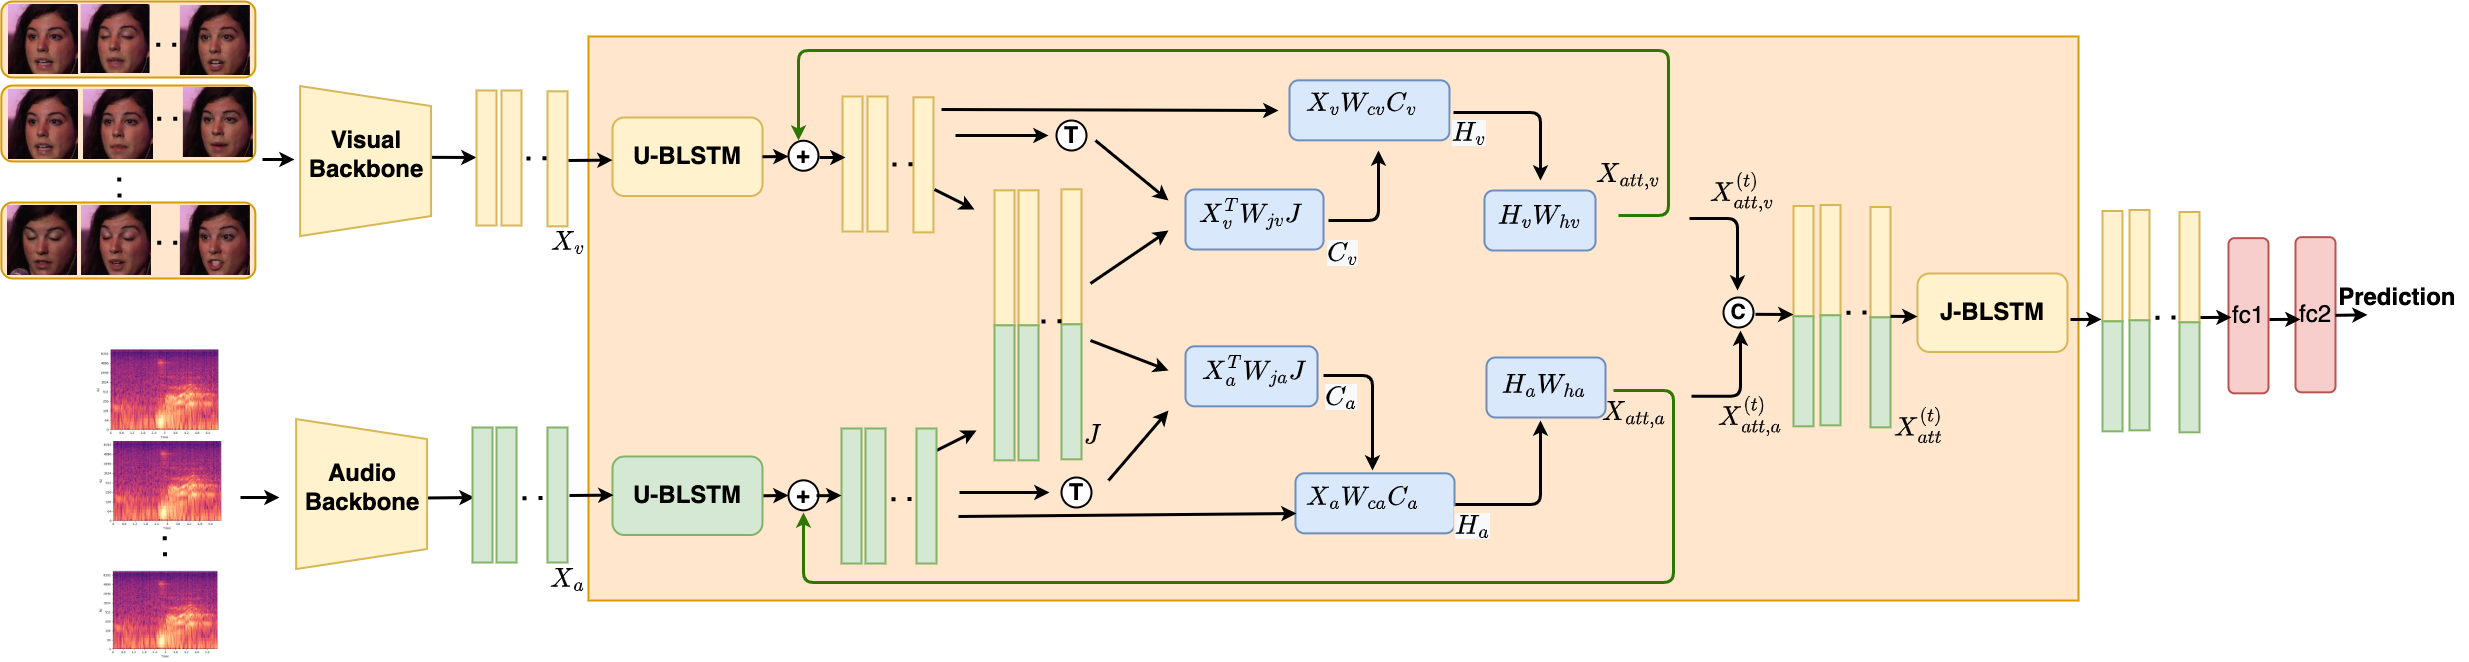 Visual
Backbone
X_v
U-BLSTM
+
T
X_v W_{cv} C_v
H_v
X_v^T W_{jv} J
C_v
H_v W_{hv}
X_{att,v}
X_{att,v}^{(t)}
C
J-BLSTM
fc1
fc2
Prediction
Audio
Backbone
X_a
U-BLSTM
+
J
T
X_a^T W_{ja} J
C_a
X_a W_{ca} C_a
H_a
H_a W_{ha}
X_{att,a}
X_{att,a}^{(t)}
X_{att}^{(t)}